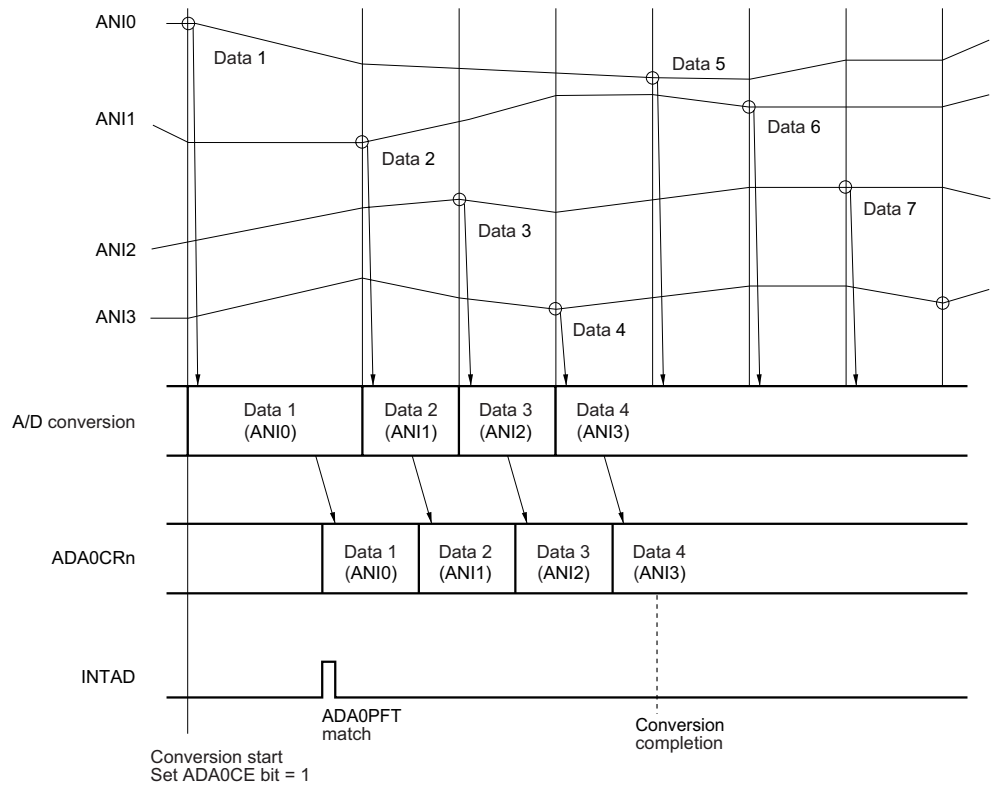 ANI0
Data 1
Data 5
ANI1
Data 6
Data 2
Data 7
Data 3
ANI2
ANI3
Data 4
A/D conversion
Data 1
(ANI0)
Data 2
(ANI1)
Data 3
(ANI2)
Data 4
(ANI3)
ADA0CRn
Data 1
(ANI0)
Data 2
(ANI1)
Data 3
(ANI2)
Data 4
(ANI3)
INTAD
ADA0PFT
match
Conversion
completion
Conversion start
Set ADA0CE bit = 1